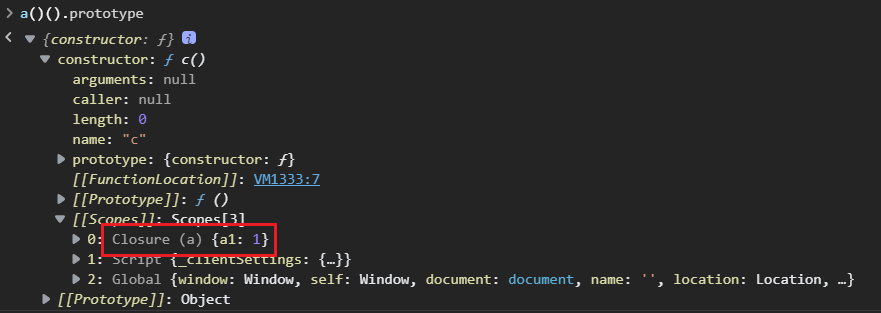 > a()().prototype
< ▼ {constructor: ƒ} i
▼ constructor: ƒ c()
arguments: null
caller: null
length: 0
name: "c"
▶ prototype: {constructor: ƒ}
[[FunctionLocation]]: VM1333:7
▶ [[Prototype]]: ƒ ()
▼ [[Scopes]]: Scopes[3]
▶ 0: Closure (a) {a1: 1}
▶ 1: Script {_clientSettings: {…}}
▶ 2: Global {window: Window, self: Window, document: document, name: '', location: Location, …}
▶ [[Prototype]]: Object